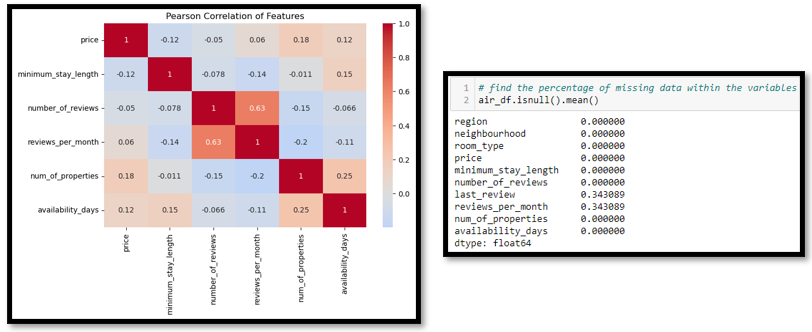 Pearson Correlation of Features
price 1 -0.12 -0.05 0.06 0.18 0.12
minimum_stay_length -0.12 1 -0.078 -0.14 -0.011 0.15
number_of_reviews -0.05 -0.078 1 0.63 -0.15 -0.066
reviews_per_month 0.06 -0.14 0.63 1 -0.2 -0.11
num_of_properties 0.18 -0.011 -0.15 -0.2 1 0.25
availability_days 0.12 0.15 -0.066 -0.11 0.25 1
price
minimum_stay_length
number_of_reviews
reviews_per_month
num_of_properties
availability_days
1.0
0.8
0.6
0.4
0.2
0.0
1 # find the percentage of missing data within the variables
2 air_df.isnull().mean()
region 0.000000
neighbourhood 0.000000
room_type 0.000000
price 0.000000
minimum_stay_length 0.000000
number_of_reviews 0.000000
last_review 0.343089
reviews_per_month 0.343089
num_of_properties 0.000000
availability_days 0.000000
dtype: float64